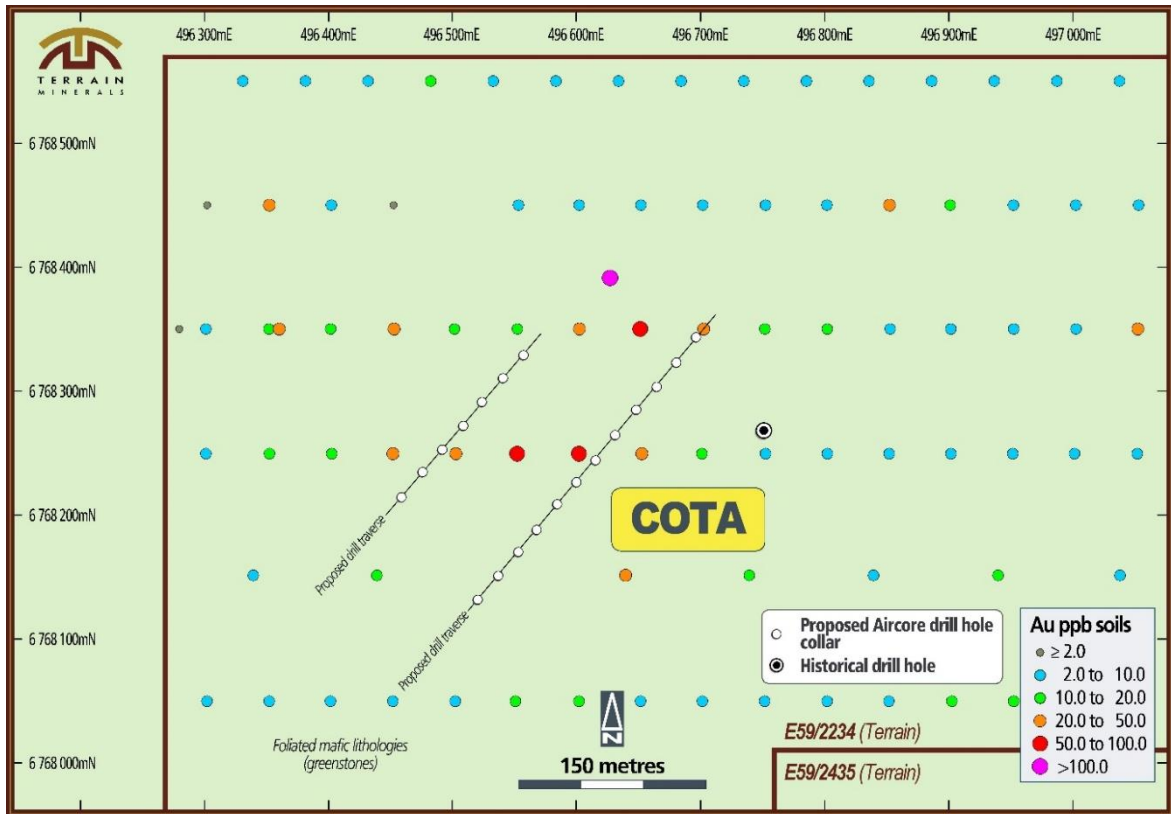 496 300mE 496 400mE 496 500mE 496 600mE 496 700mE 496 800mE 496 900mE 497 000mE
TERRAIN
MINERALS
6 768 500mN
6 768 400mN
6 768 300mN
6 768 200mN
6 768 100mN
6 768 000mN
Proposed drill traverse
Proposed drill traverse
COTA
Proposed Aircore drill hole
collar
Historical drill hole
Au ppb soils
≥ 2.0
2.0 to 10.0
10.0 to 20.0
20.0 to 50.0
50.0 to 100.0
>100.0
Foliated mafic lithologies
(greenstones)
N
150 metres
E59/2234 (Terrain)
E59/2435 (Terrain)